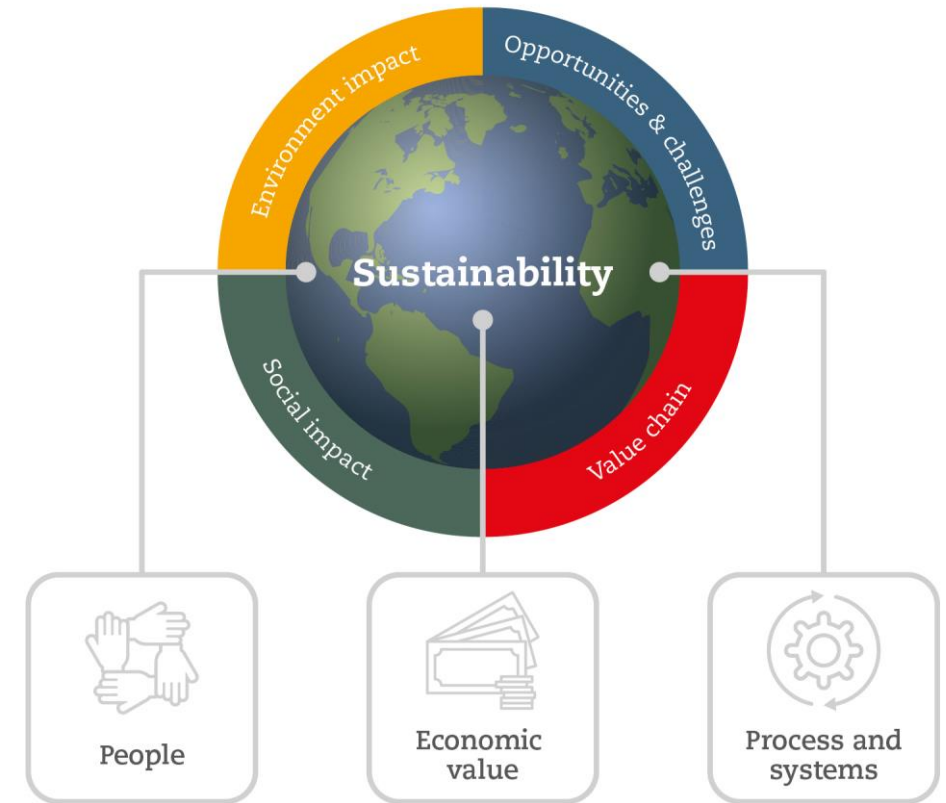 Environment impact
Opportunities & challenges
Sustainability
Social impact
Value chain
People
Economic
value
Process and
systems